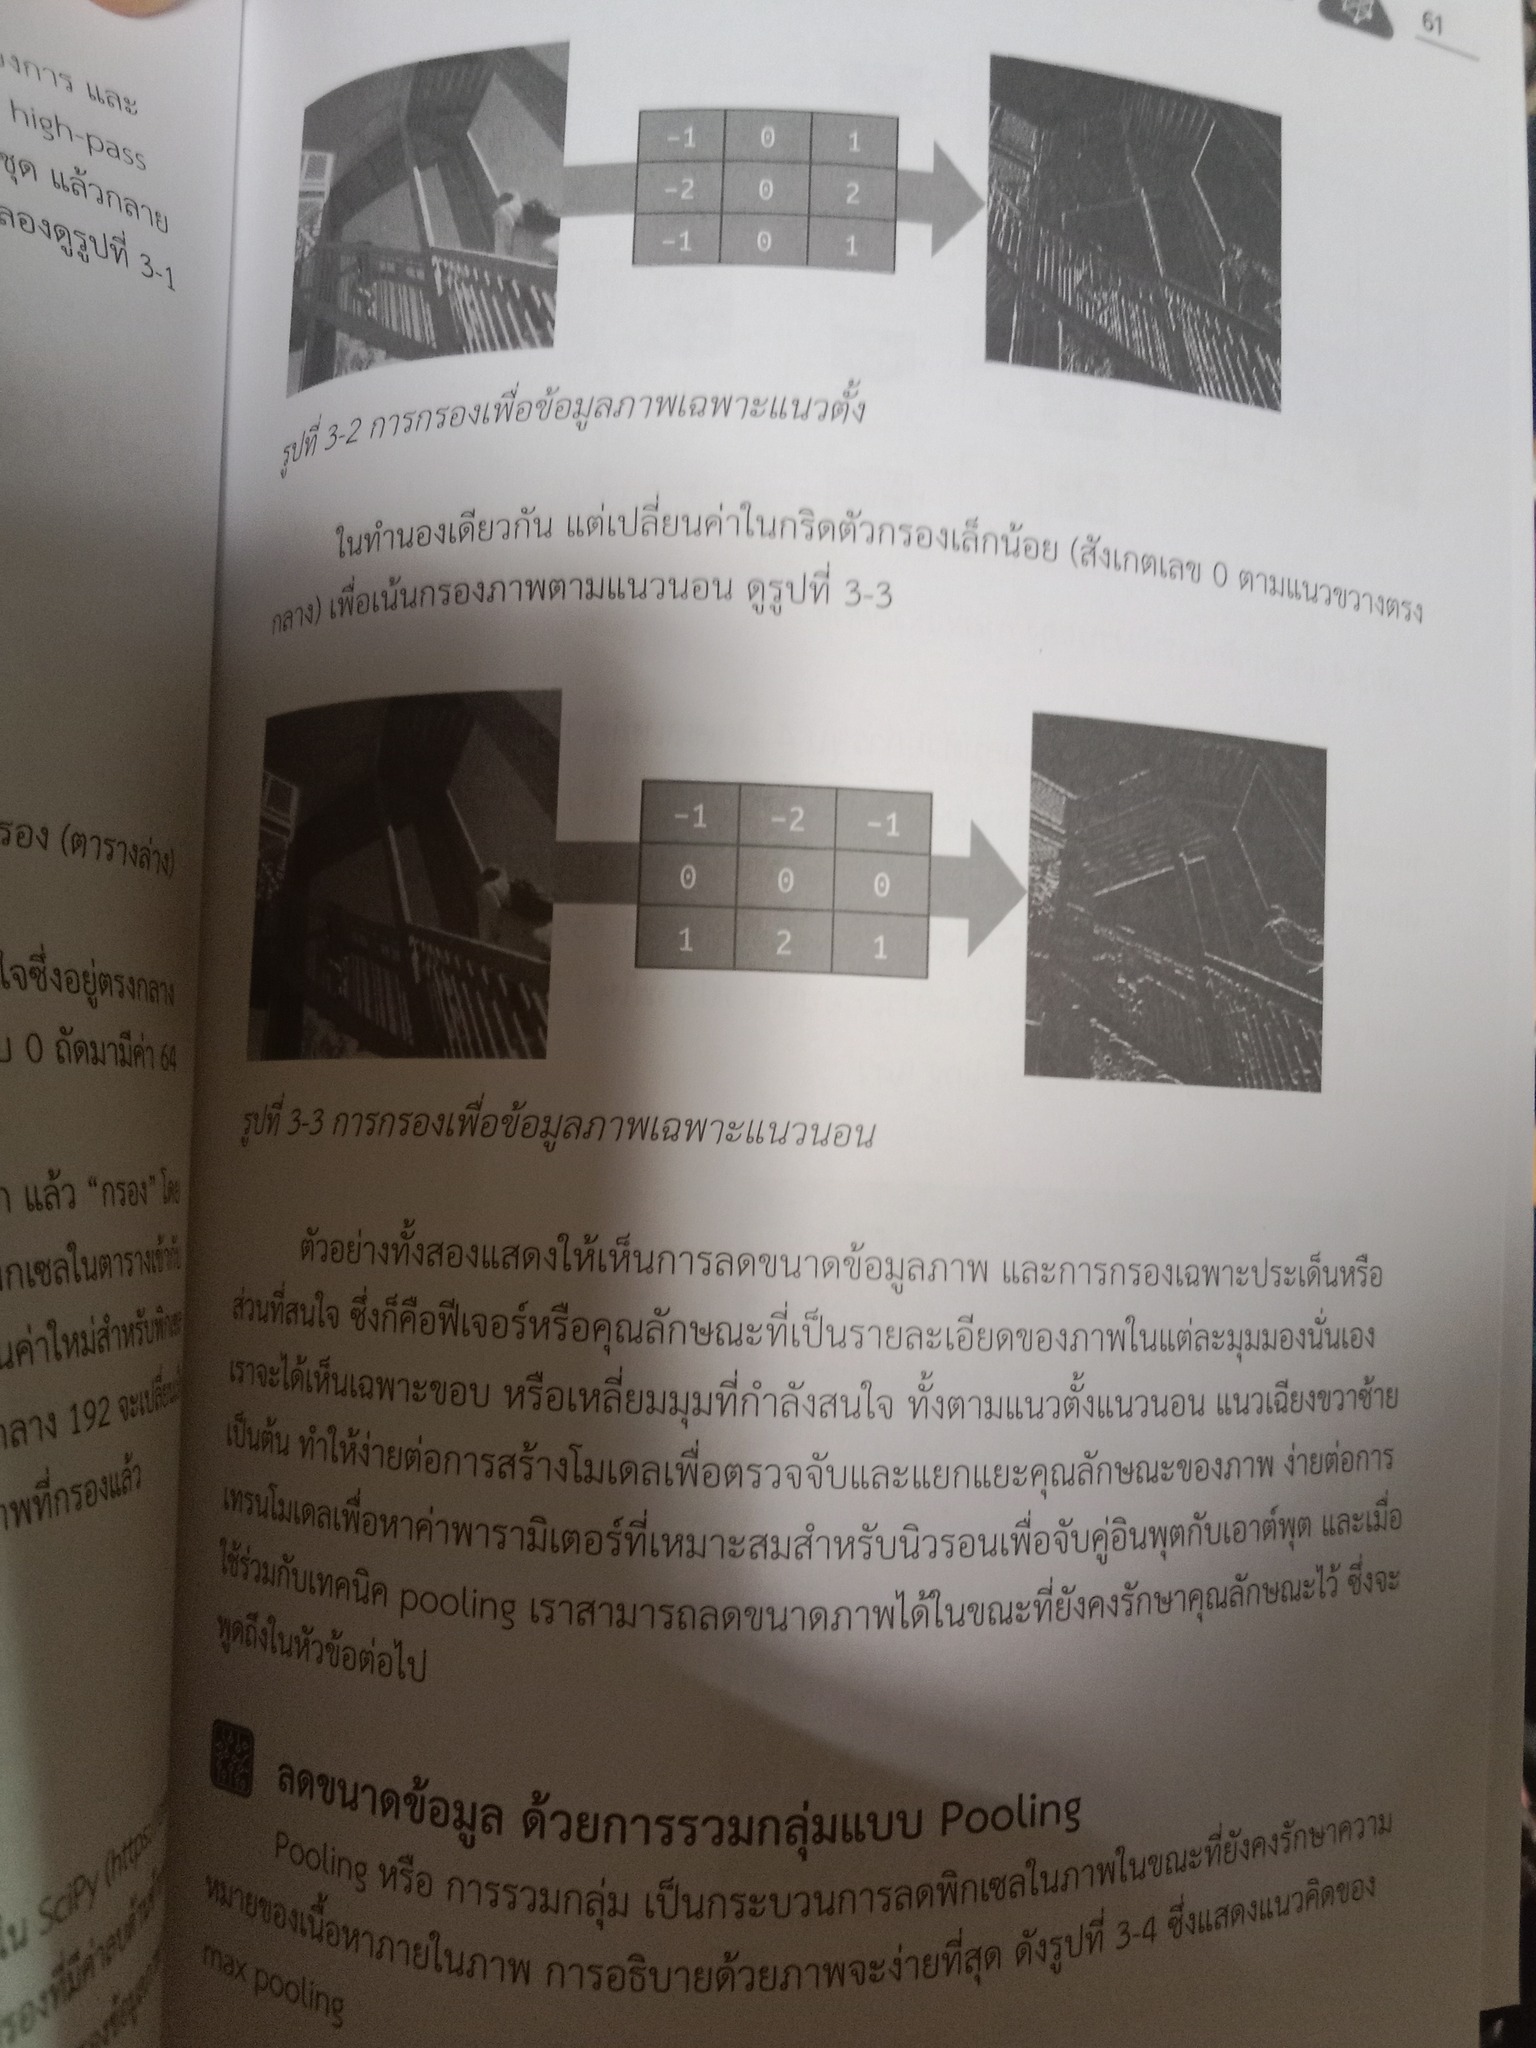 งการ และ
high-pass
ชุด แล้วกลาย
ลองดูรูปที่ 3-1
รอง (ตารางล่าง)
ใจซึ่งอยู่ตรงกลาง
0 ถัดมามีค่า 64
แล้ว “กรอง” โดย
กเซลในตารางเข้ากับ
นค่าใหม่สำหรับพิกเซล
กลาง 192 จะเปลี่ยนเป็น
าพที่กรองแล้ว
ใน SciPy (https:
รองที่มีค่า
61
-1 0 1
-2 0 2
-1 0 1
รูปที่ 3-2 การกรองเพื่อข้อมูลภาพเฉพาะแนวตั้ง
ในทำนองเดียวกัน แต่เปลี่ยนค่าในกริดตัวกรองเล็กน้อย (สังเกตเลข 0 ตามแนวขวางตรง
กลาง) เพื่อเน้นกรองภาพตามแนวนอน ดูรูปที่ 3-3
-1 -2 -1
0 0 0
1 2 1
รูปที่ 3-3 การกรองเพื่อข้อมูลภาพเฉพาะแนวนอน
ตัวอย่างทั้งสองแสดงให้เห็นการลดขนาดข้อมูลภาพ และการกรองเฉพาะประเด็นหรือ
ส่วนที่สนใจ ซึ่งก็คือฟีเจอร์หรือคุณลักษณะที่เป็นรายละเอียดของภาพในแต่ละมุมมองนั่นเอง
เราจะได้เห็นเฉพาะขอบ หรือเหลี่ยมมุมที่กำลังสนใจ ทั้งตามแนวตั้งแนวนอน แนวเฉียงขวาซ้าย
เป็นต้น ทำให้ง่ายต่อการสร้างโมเดลเพื่อตรวจจับและแยกแยะคุณลักษณะของภาพ ง่ายต่อการ
เทรนโมเดลเพื่อหาค่าพารามิเตอร์ที่เหมาะสมสำหรับนิวรอนเพื่อจับคู่อินพุตกับเอาต์พุต และเมื่อ
ใช้ร่วมกับเทคนิค pooling เราสามารถลดขนาดภาพได้ในขณะที่ยังคงรักษาคุณลักษณะไว้ ซึ่งจะ
พูดถึงในหัวข้อต่อไป
ลดขนาดข้อมูล ด้วยการรวมกลุ่มแบบ Pooling
Pooling หรือ การรวมกลุ่ม เป็นกระบวนการลดพิกเซลในภาพในขณะที่ยังคงรักษาความ
หมายของเนื้อหาภายในภาพ การอธิบายด้วยภาพจะง่ายที่สุด ดังรูปที่ 3-4 ซึ่งแสดงแนวคิดของ
max pooling